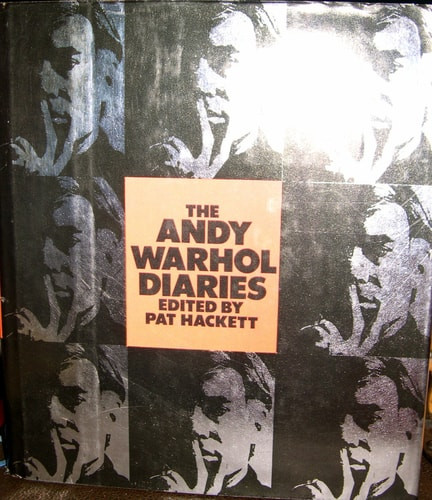 THE
ANDY
WARHOL
DIARIES
EDITED BY
PAT HACKETT